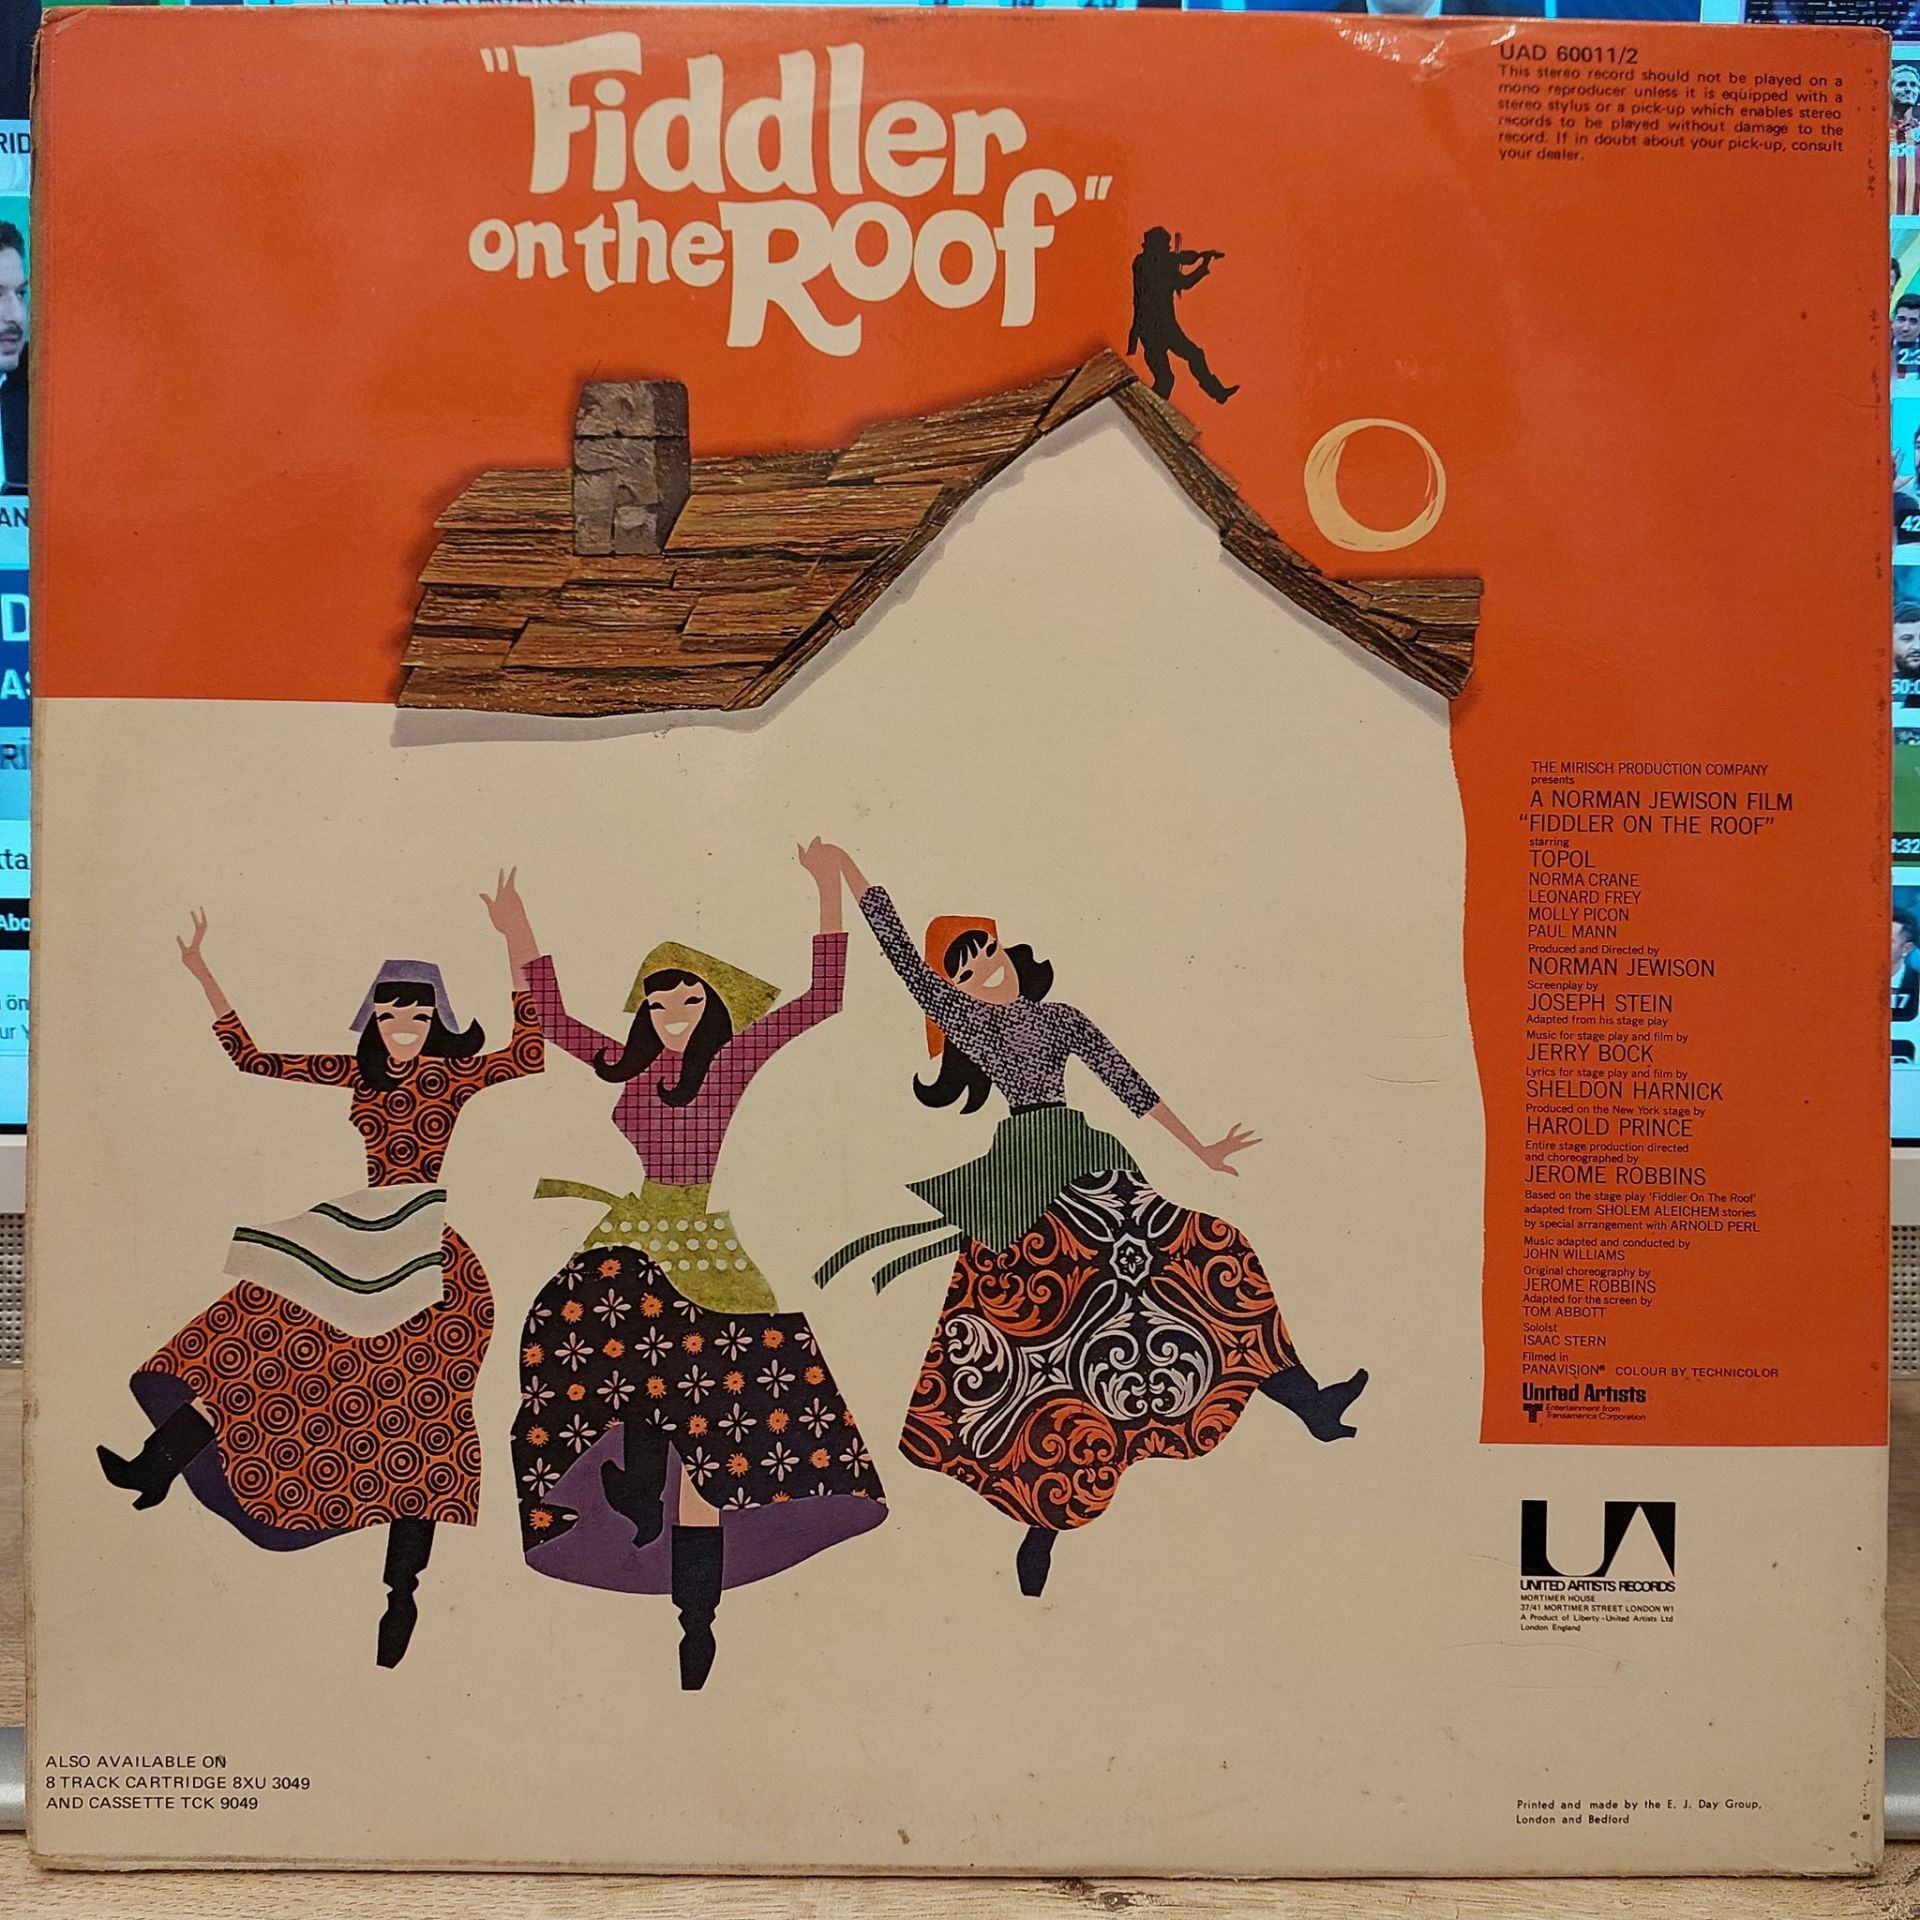 "Fiddler
on the Roof"
UAD 60011/2
This stereo record should not be played on a
mono reproducer unless it is equipped with a
stereo stylus or a pick-up which enables stereo
records to be played without damage to the
record. If in doubt about your pick-up, consult
your dealer.
THE MIRISCH PRODUCTION COMPANY
presents
A NORMAN JEWISON FILM
"FIDDLER ON THE ROOF"
starring
TOPOL
NORMA CRANE
LEONARD FREY
MOLLY PICON
PAUL MANN
Produced and Directed by
NORMAN JEWISON
Screenplay by
JOSEPH STEIN
Adapted from his stage play
Music for stage play and film by
JERRY BOCK
Lyrics for stage play and film by
SHELDON HARNICK
Produced on the New York stage by
HAROLD PRINCE
Entire stage production directed
and choreographed by
JEROME ROBBINS
Based on the stage play 'Fiddler On The Roof'
adapted from SHOLEM ALEICHEM stories
by special arrangement with ARNOLD PERL
Music adapted and conducted by
JOHN WILLIAMS
Original choreography by
JEROME ROBBINS
Adapted for the screen by
TOM ABBOTT
Soloist
ISAAC STERN
Filmed in
PANAVISION® COLOUR BY TECHNICOLOR
United Artists
Entertainment from
Transamerica Corporation
UA
UNITED ARTISTS RECORDS
MORTIMER HOUSE
37/41 MORTIMER STREET LONDON W1
A Product of Liberty-United Artists Ltd
London England
ALSO AVAILABLE ON
8 TRACK CARTRIDGE 8XU 3049
AND CASSETTE TCK 9049
Printed and made by the E. J. Day Group,
London and Bedford